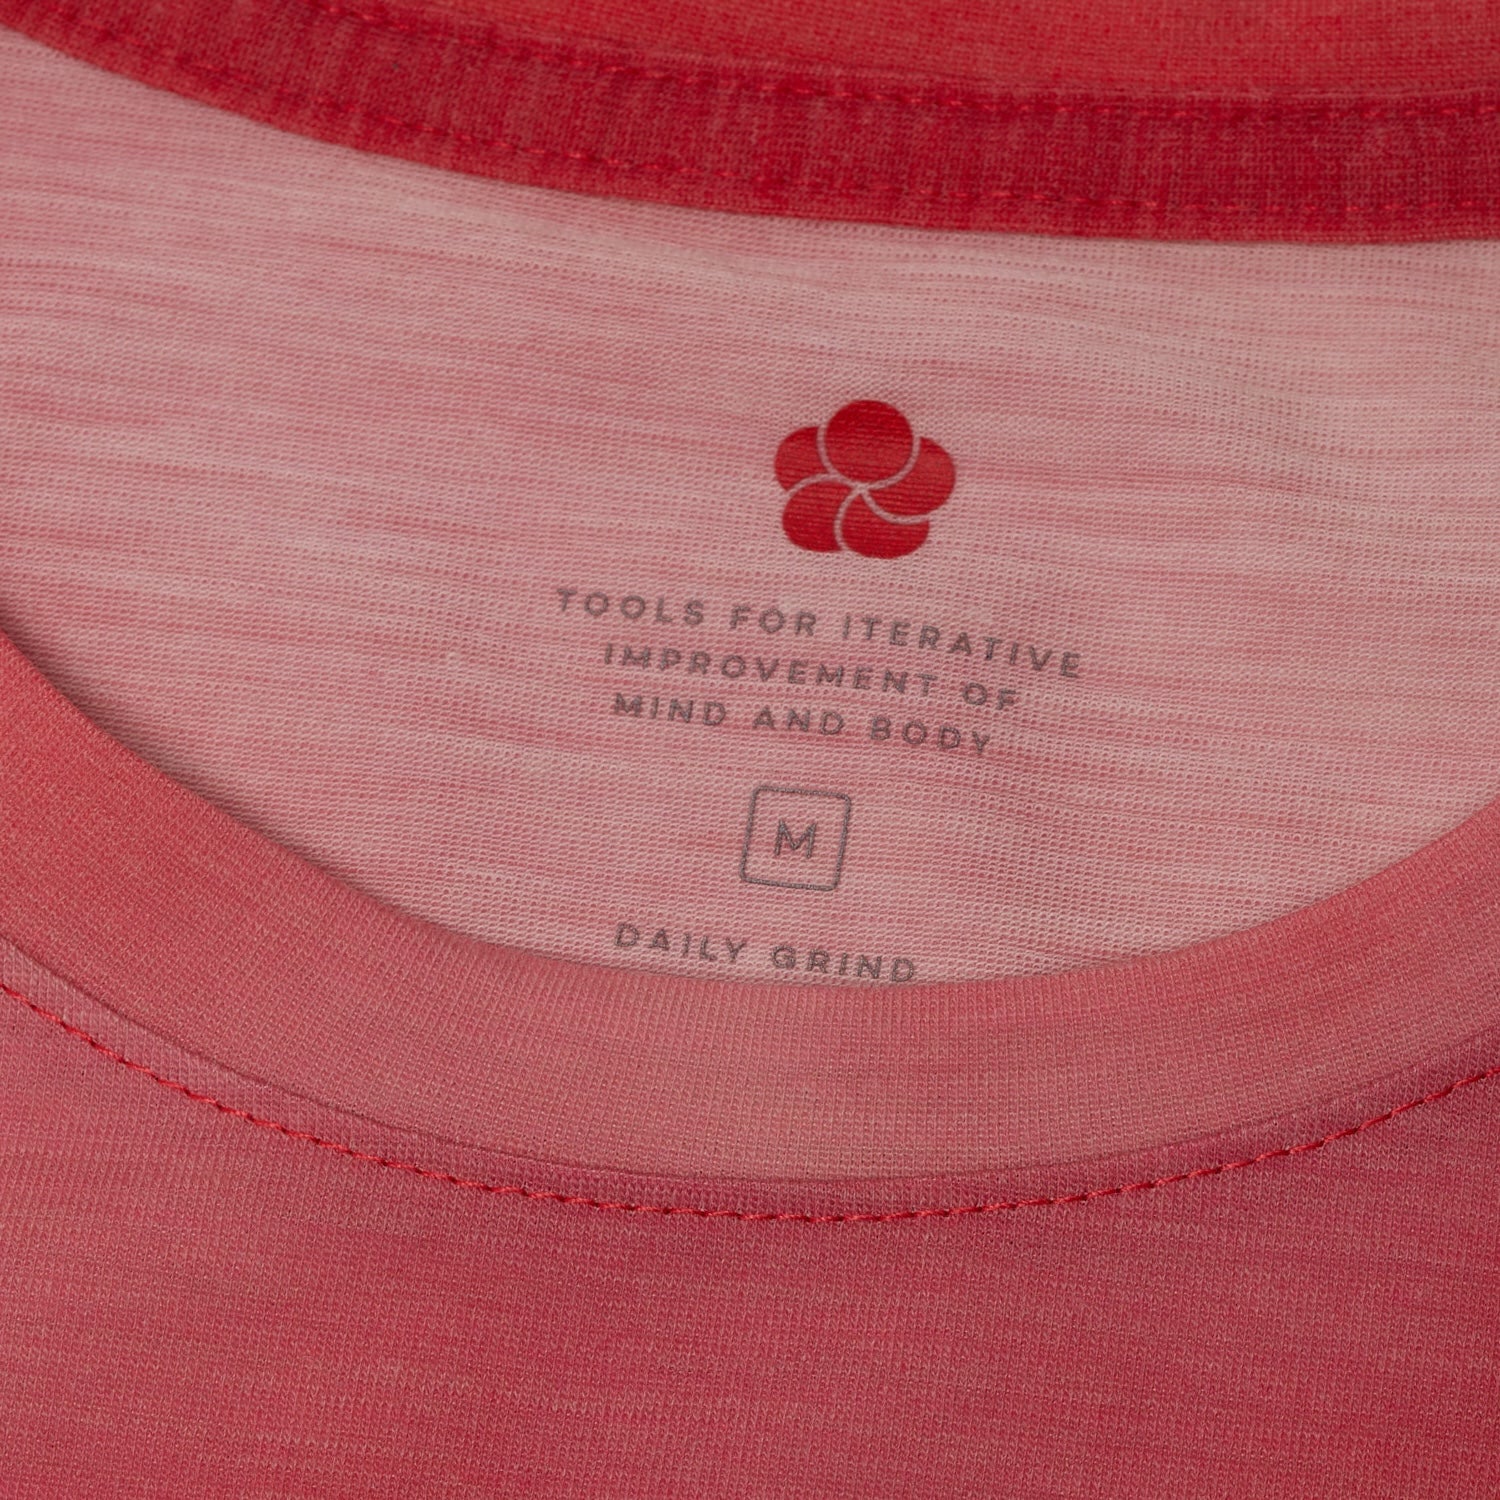 TOOLS FOR ITERATIVE
IMPROVEMENT OF
MIND AND BODY
M
DAILY GRIND